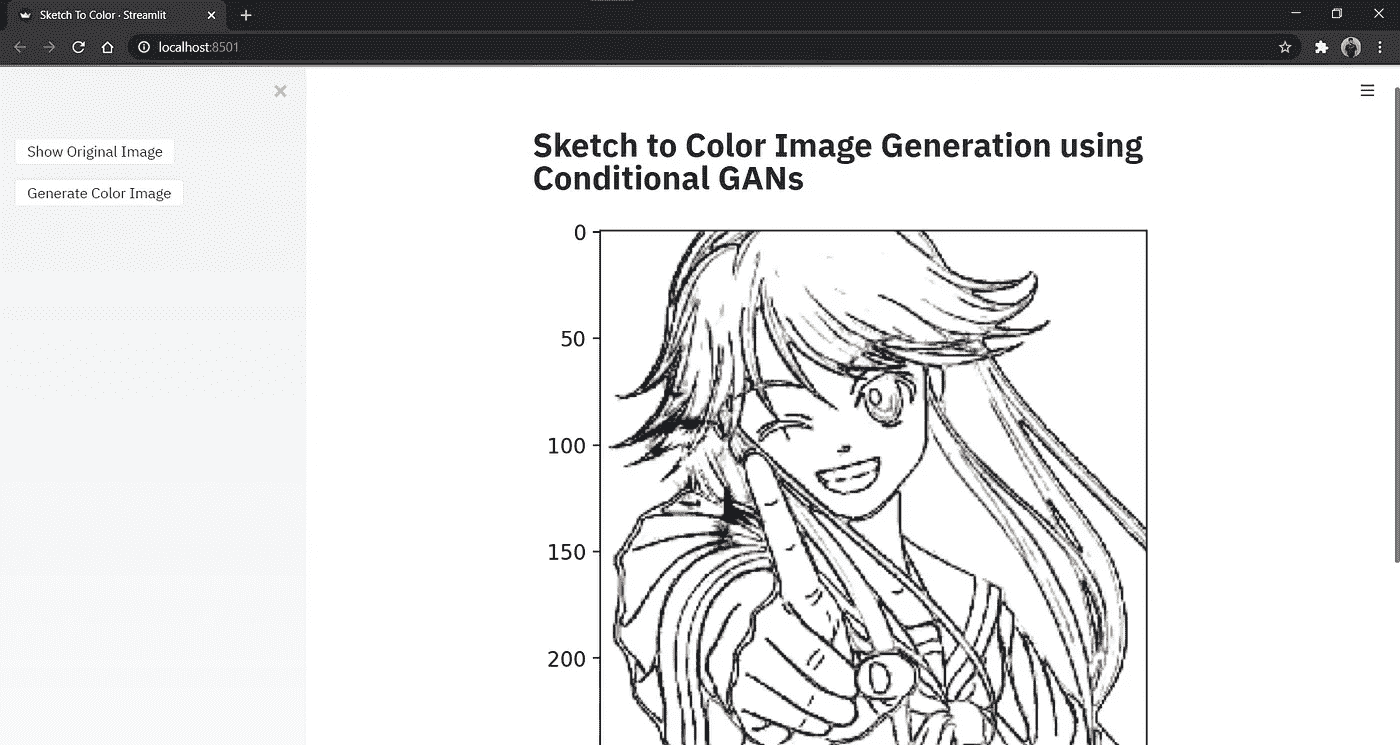 Sketch To Color · Streamlit
localhost:8501
Show Original Image
Generate Color Image
Sketch to Color Image Generation using
Conditional GANs
0
50
100
150
200